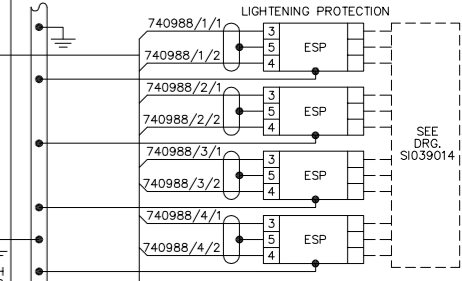 LIGHTENING PROTECTION
740988/1/1
3
5
ESP
740988/1/2
4
740988/2/1
3
5
ESP
740988/2/2
4
SEE
DRG.
SI039014
740988/3/1
3
5
ESP
740988/3/2
4
740988/4/1
3
5
ESP
740988/4/2
4
H